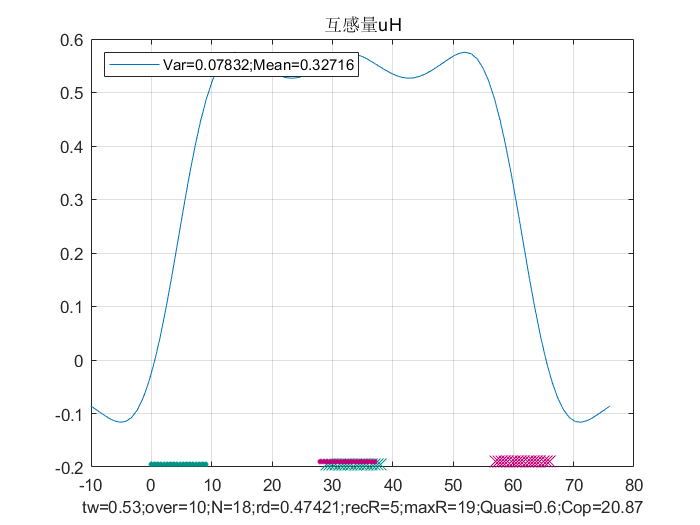 互感量uH
Var=0.07832;Mean=0.32716
0.6
0.5
0.4
0.3
0.2
0.1
0
-0.1
-0.2
-10 0 10 20 30 40 50 60 70 80
tw=0.53;over=10;N=18;rd=0.47421;recR=5;maxR=19;Quasi=0.6;Cop=20.87